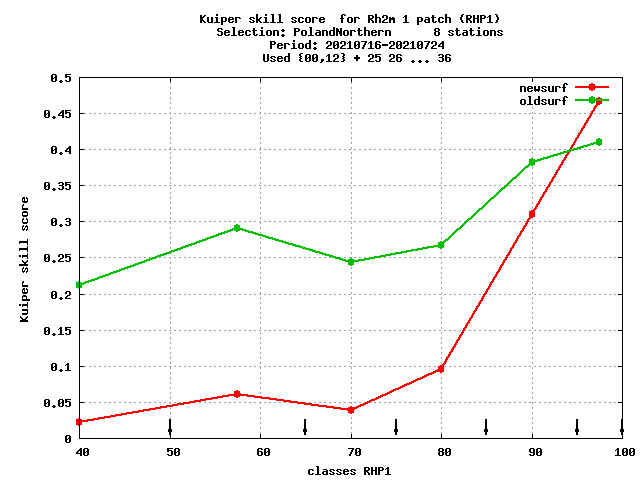 Kuiper skill score  for Rh2m 1 patch (RHP1)
Selection: PolandNorthern      8 stations
Period: 20210716-20210724
Used {00,12} + 25 26 ... 36
newsurf
oldsurf
Kuiper skill score
0.5
0.45
0.4
0.35
0.3
0.25
0.2
0.15
0.1
0.05
0
40 50 60 70 80 90 100
classes RHP1